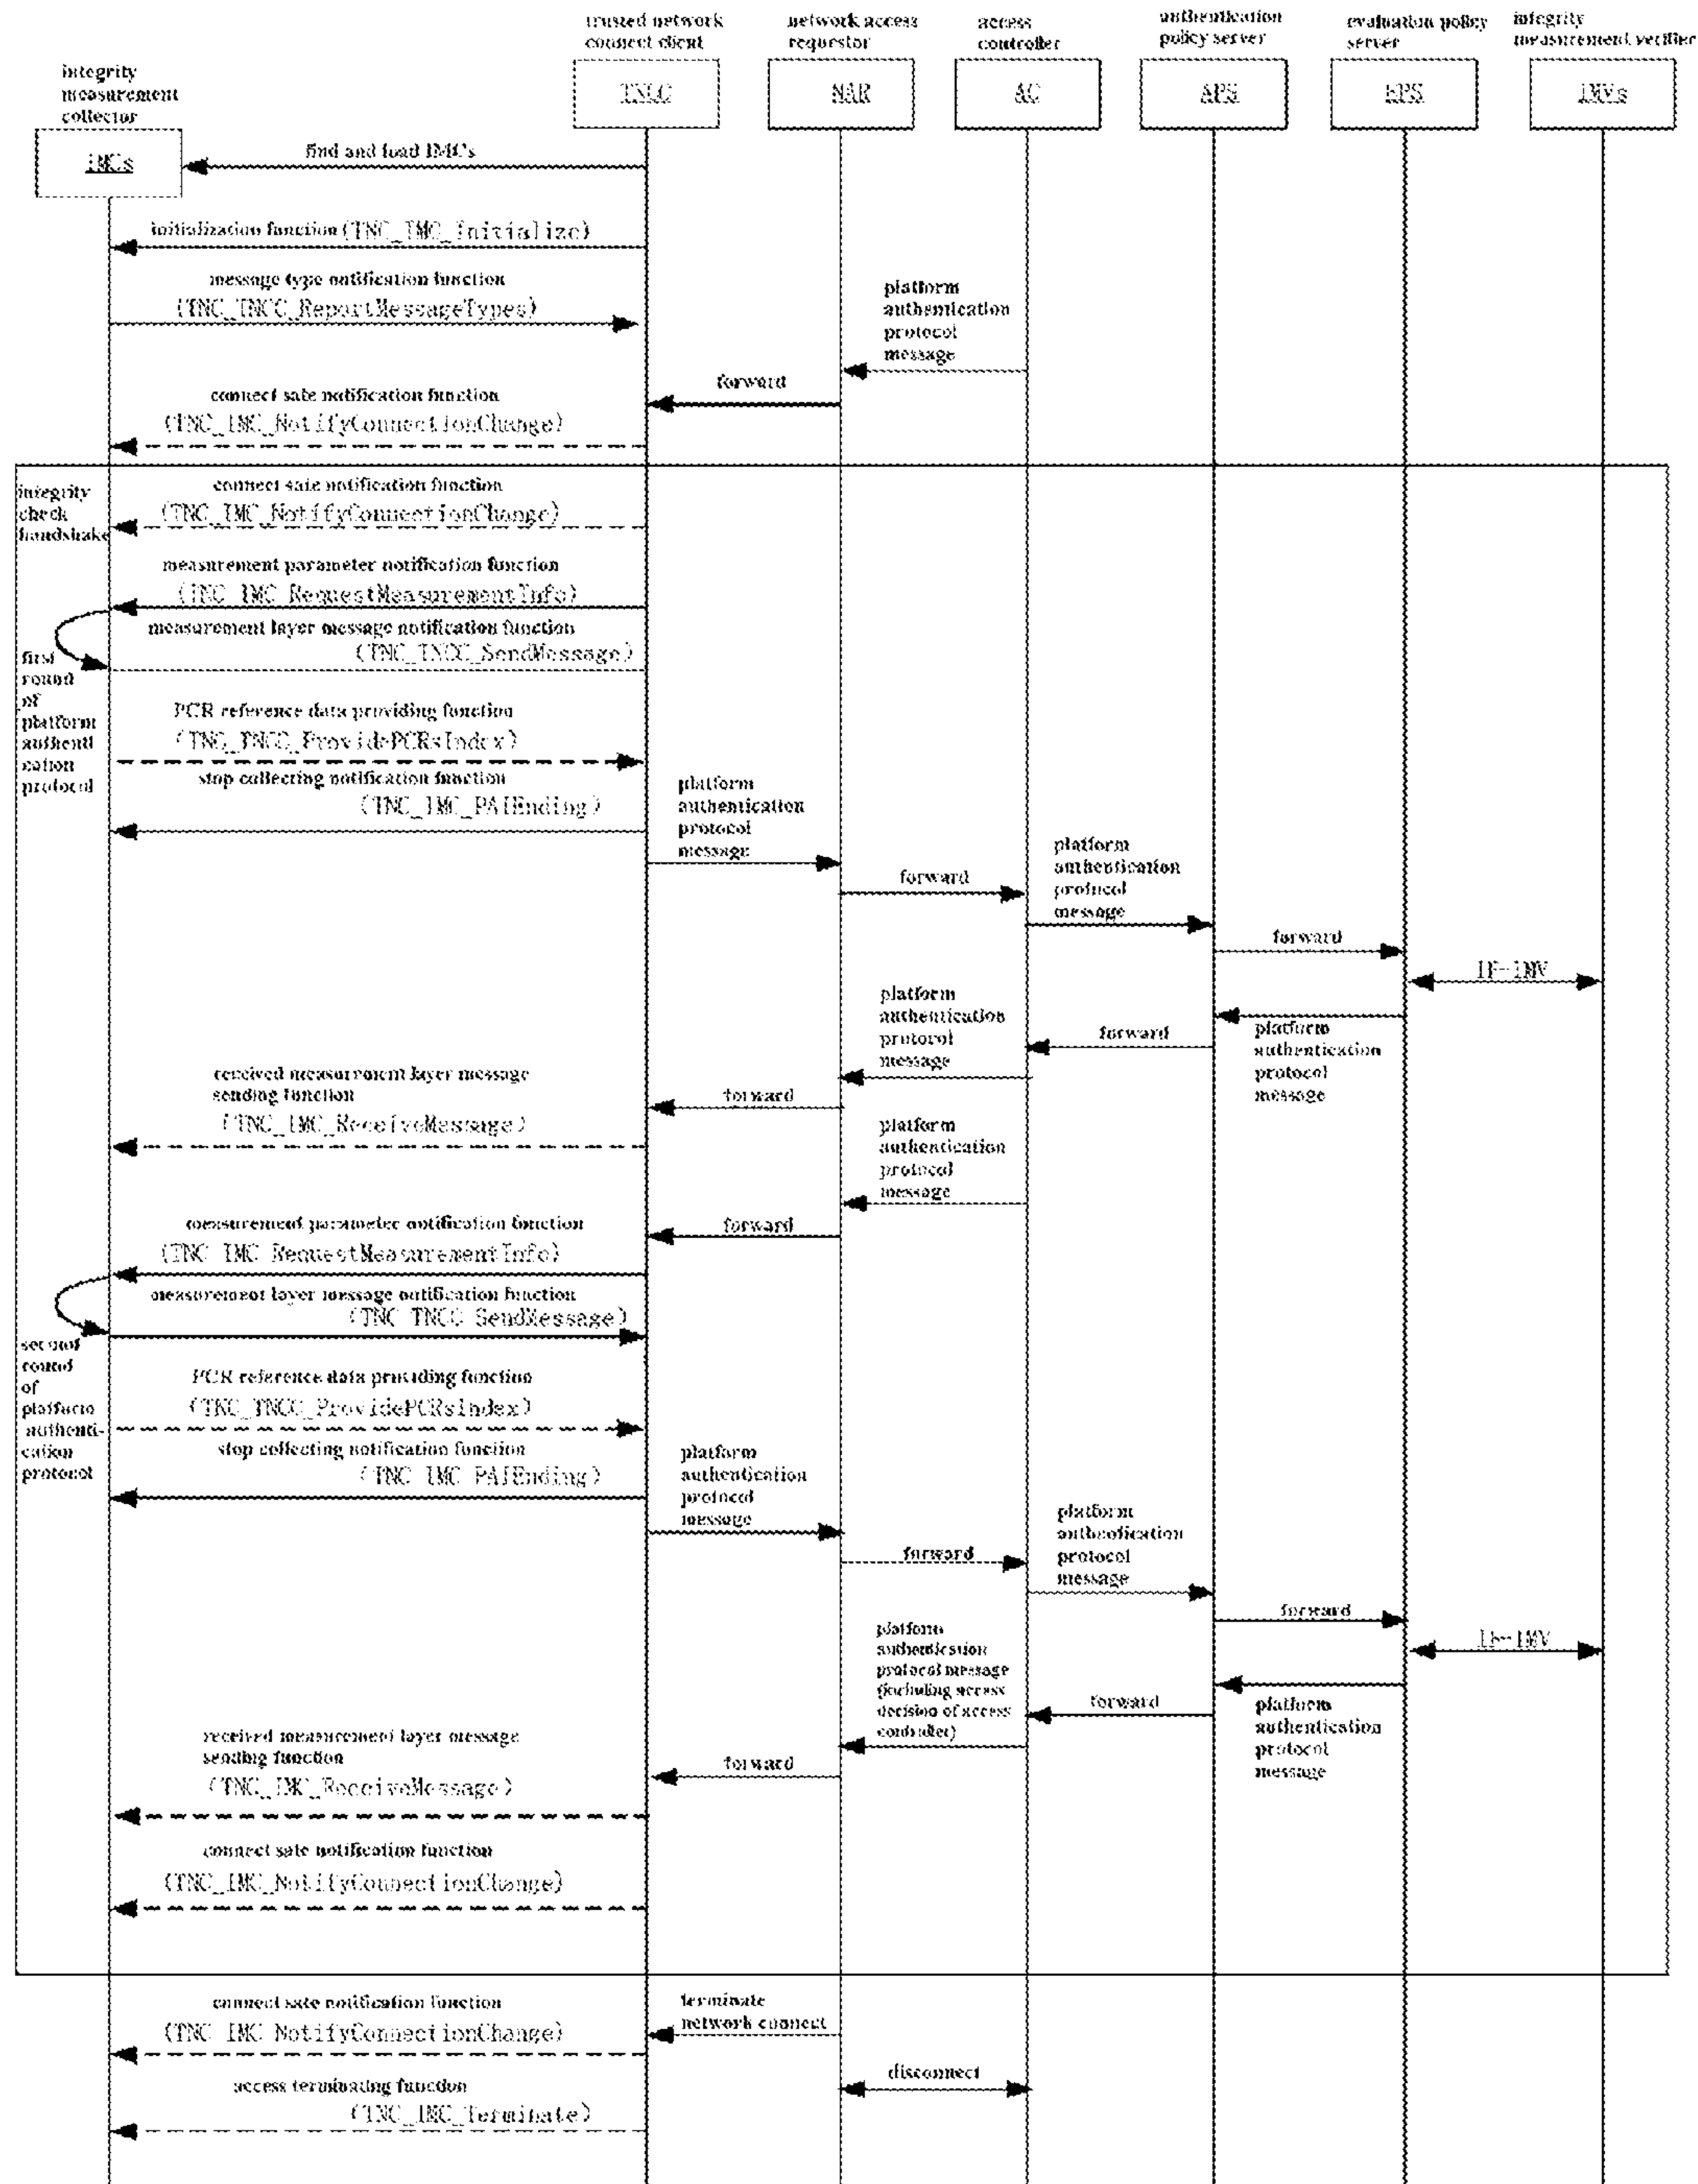 trusted network
connect client
network access
requestor
access
controller
authentication
policy server
evaluation policy
server
integrity
measurement verifier
integrity
measurement
collector
TNCC
NAR
AC
APS
EPS
IMVs
IMCs
find and load IMCs
initialization function (TNC_IMC_Initialize)
message type notification function
(TNC_TNCC_ReportMessageTypes)
platform
authentication
protocol
message
forward
connect sate notification function
(TNC_IMC_NotifyConnectionChange)
integrity
check
handshake
connect sate notification function
(TNC_IMC_NotifyConnectionChange)
measurement parameter notification function
(TNC_IMC_RequestMeasurementInfo)
measurement layer message notification function
(TNC_TNCC_SendMessage)
first
round
of
platform
authenti
cation
protocol
PCR reference data providing function
(TNC_TNCC_ProvidePCRsIndex)
stop collecting notification function
(TNC_IMC_PAIEnding)
platform
authentication
protocol
message
forward
platform
authentication
protocol
message
forward
IF-IMV
platform
authentication
protocol
message
forward
platform
authentication
protocol
message
forward
received measurement layer message
sending function
(TNC_IMC_ReceiveMessage)
platform
authentication
protocol
message
forward
measurement parameter notification function
(TNC_IMC_RequestMeasurementInfo)
measurement layer message notification function
(TNC_TNCC_SendMessage)
second
round
of
platform
authenti-
cation
protocol
PCR reference data providing function
(TNC_TNCC_ProvidePCRsIndex)
stop collecting notification function
(TNC_IMC_PAIEnding)
platform
authentication
protocol
message
forward
platform
authentication
protocol
message
forward
IF-IMV
platform
authentication
protocol
message
forward
platform
authentication
protocol message
(including access
decision of access
controller)
forward
received measurement layer message
sending function
(TNC_IMC_ReceiveMessage)
connect sate notification function
(TNC_IMC_NotifyConnectionChange)
connect sate notification function
(TNC_IMC_NotifyConnectionChange)
terminate
network connect
disconnect
access terminating function
(TNC_IMC_Terminate)